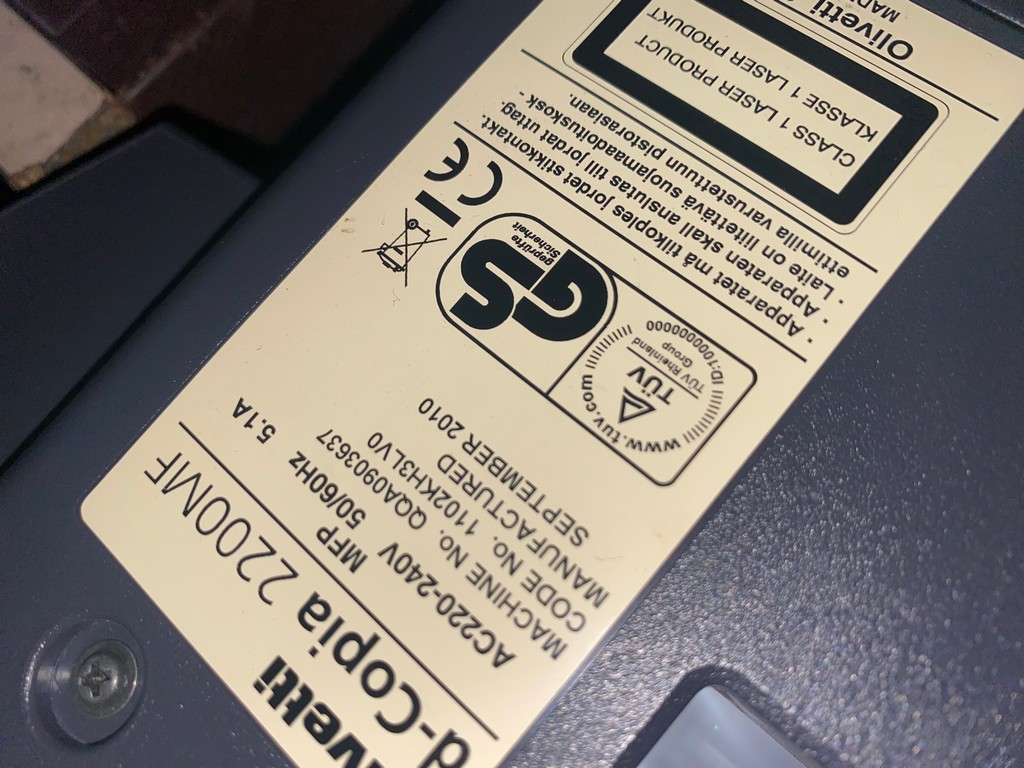 vetti
d-Copia 2200MF
MFP
AC220-240V 50/60Hz 5.1A
MACHINE No. QQA0903637
CODE No. 1102KH3LV0
MANUFACTURED
SEPTEMBER 2010
www.tuv.com
TÜV
TÜV Rheinland
Group
ID:7000000000
GS
geprüfte
Sicherheit
CE
· Apparatet må tilkoples jordet stikkontakt.
· Apparaten skall anslutas till jordat uttag.
· Laite on liitettävä suojamaadoituskosk -
ettimilla varustettuun pistorasiaan.
CLASS 1 LASER PRODUCT
KLASSE 1 LASER PRODUKT
Olivetti
MAD